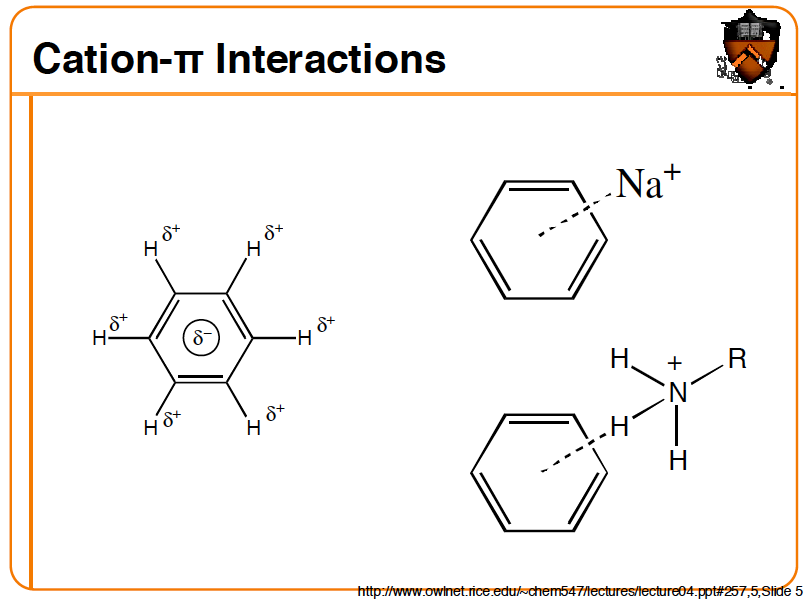 Cation-π Interactions
Na⁺
H δ⁺
H δ⁺
H δ⁺
δ⁻
H δ⁺
H δ⁺
H δ⁺
H
+
R
N
H
H
http://www.owlnet.rice.edu/~chem547/lectures/lecture04.ppt#257,5,Slide 5